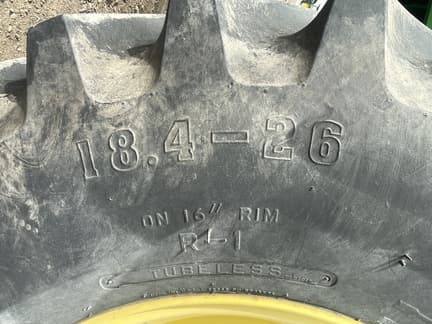 18.4-26
ON 16" RIM
R-1
TUBELESS